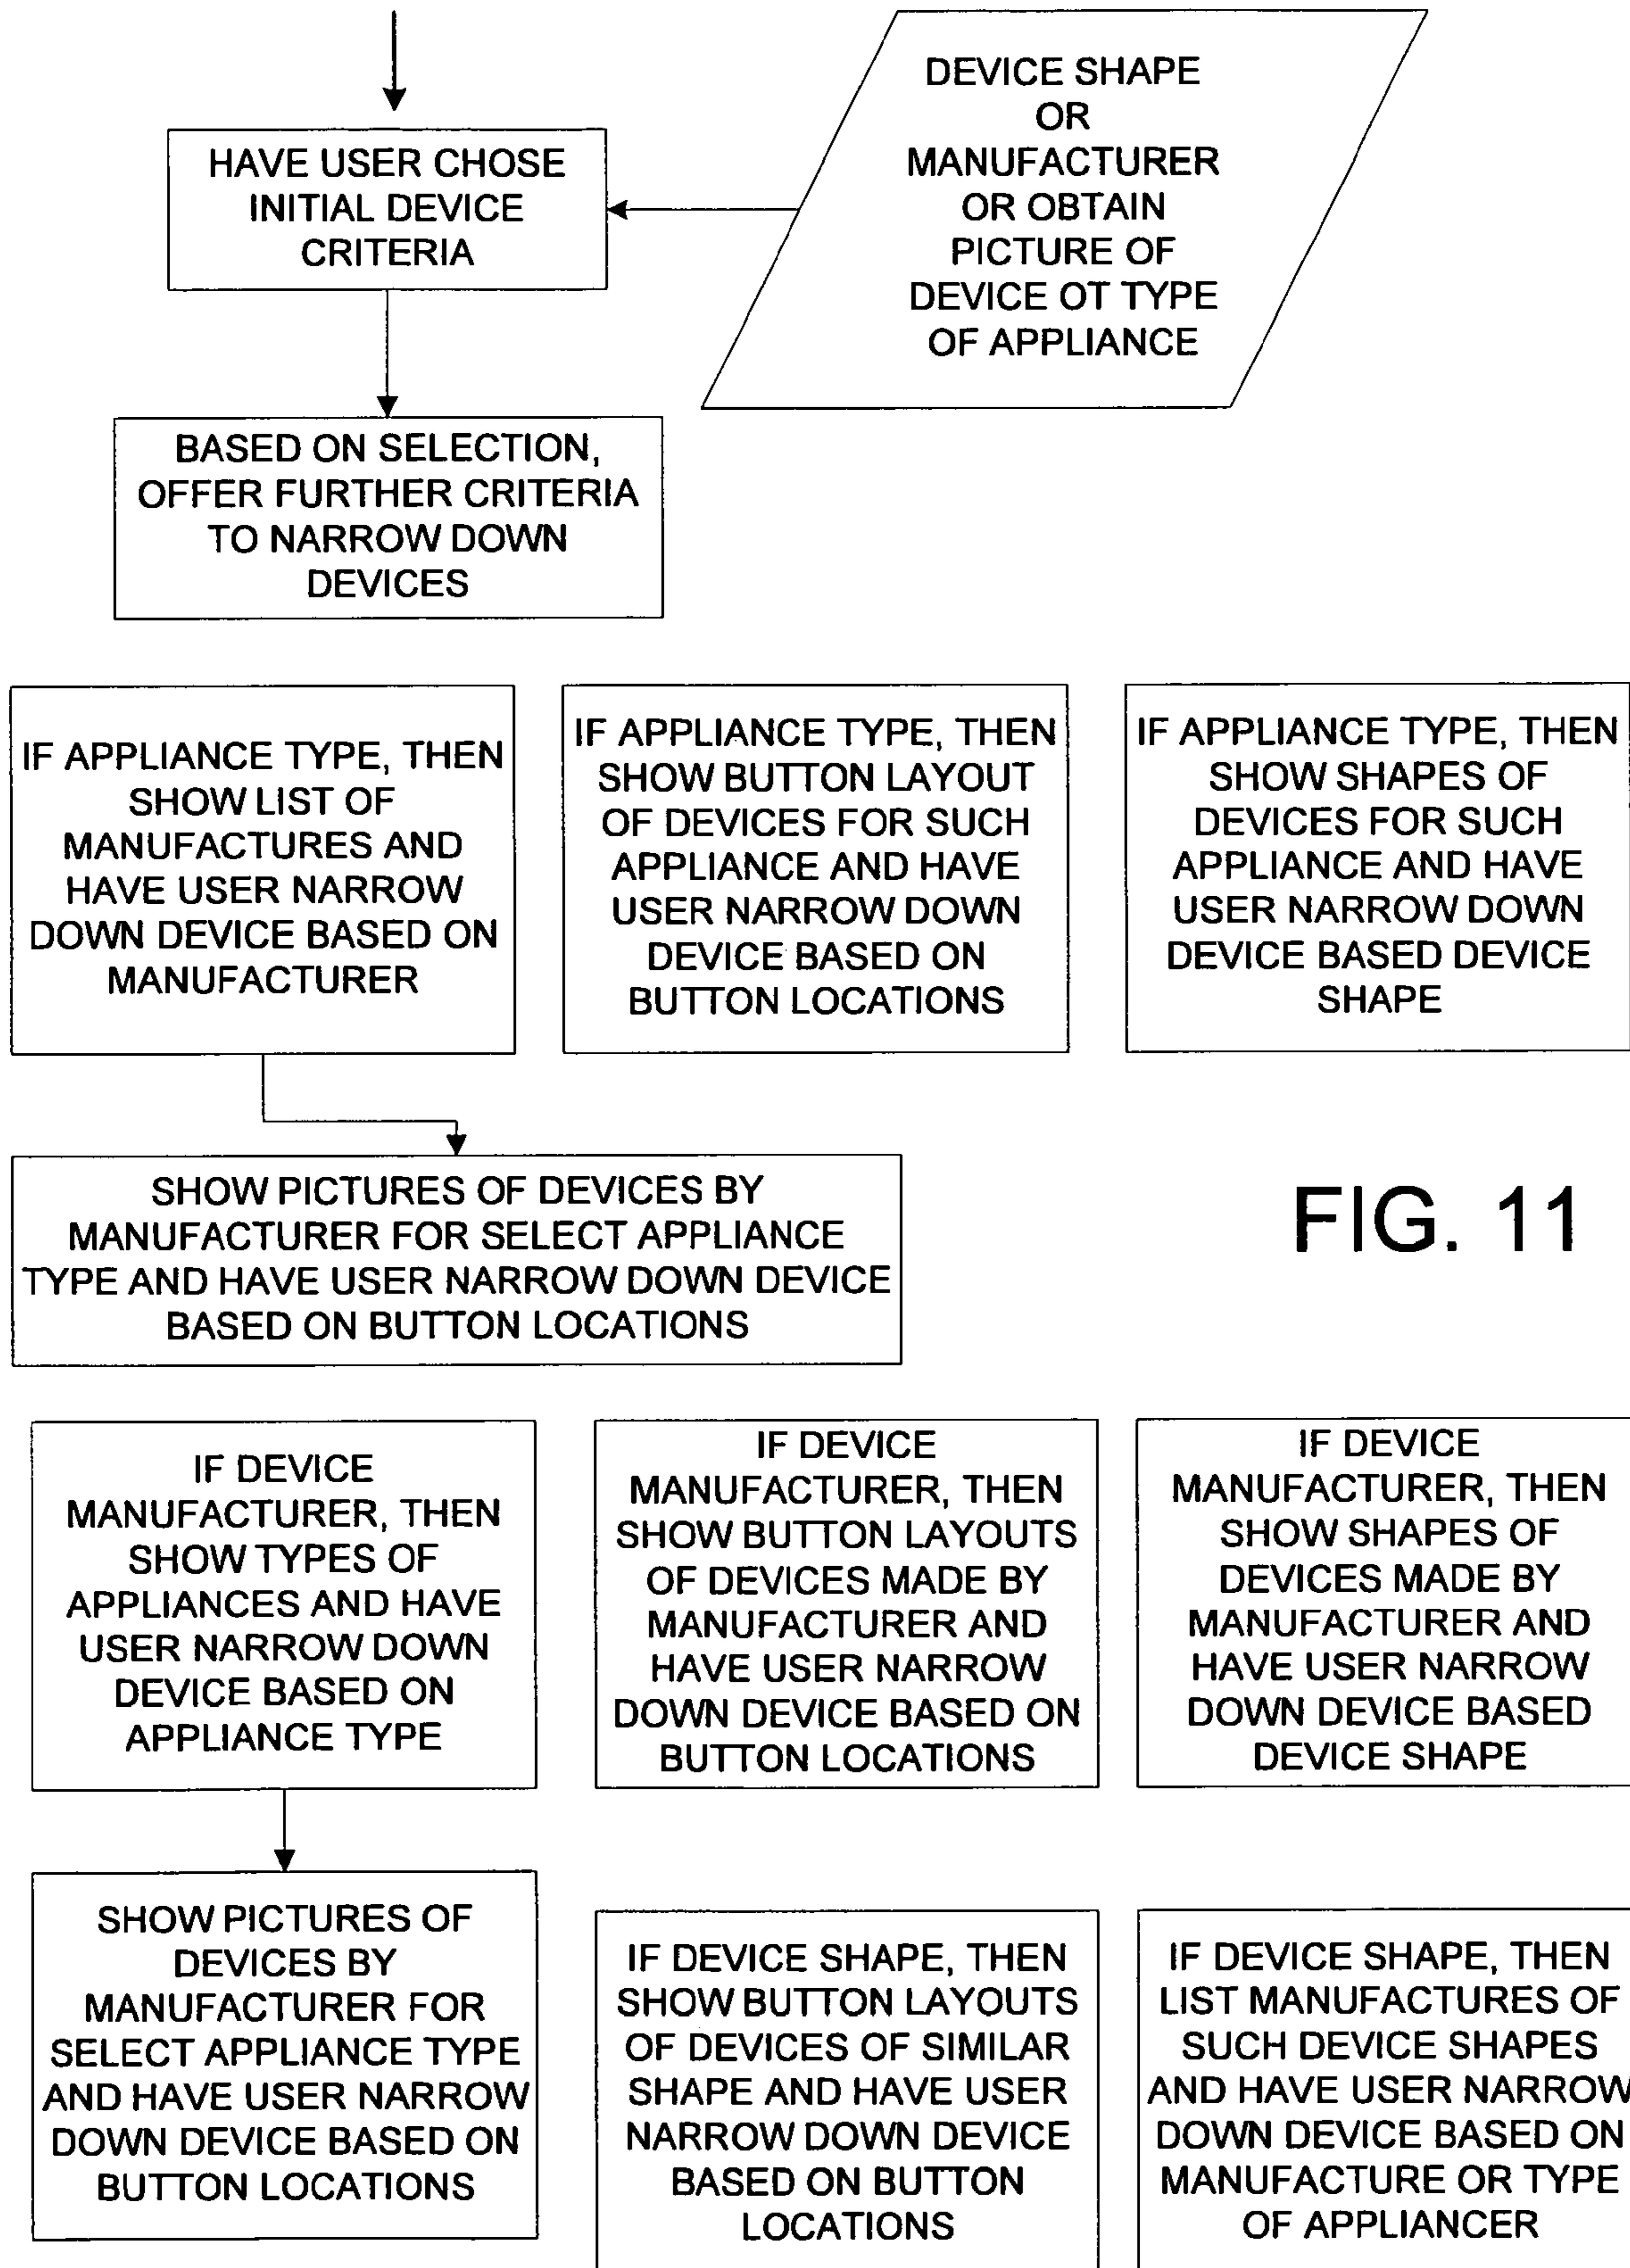 HAVE USER CHOSE
INITIAL DEVICE
CRITERIA
DEVICE SHAPE
OR
MANUFACTURER
OR OBTAIN
PICTURE OF
DEVICE OT TYPE
OF APPLIANCE
BASED ON SELECTION,
OFFER FURTHER CRITERIA
TO NARROW DOWN
DEVICES
IF APPLIANCE TYPE, THEN
SHOW LIST OF
MANUFACTURES AND
HAVE USER NARROW
DOWN DEVICE BASED ON
MANUFACTURER
IF APPLIANCE TYPE, THEN
SHOW BUTTON LAYOUT
OF DEVICES FOR SUCH
APPLIANCE AND HAVE
USER NARROW DOWN
DEVICE BASED ON
BUTTON LOCATIONS
IF APPLIANCE TYPE, THEN
SHOW SHAPES OF
DEVICES FOR SUCH
APPLIANCE AND HAVE
USER NARROW DOWN
DEVICE BASED DEVICE
SHAPE
SHOW PICTURES OF DEVICES BY
MANUFACTURER FOR SELECT APPLIANCE
TYPE AND HAVE USER NARROW DOWN DEVICE
BASED ON BUTTON LOCATIONS
FIG. 11
IF DEVICE
MANUFACTURER, THEN
SHOW TYPES OF
APPLIANCES AND HAVE
USER NARROW DOWN
DEVICE BASED ON
APPLIANCE TYPE
IF DEVICE
MANUFACTURER, THEN
SHOW BUTTON LAYOUTS
OF DEVICES MADE BY
MANUFACTURER AND
HAVE USER NARROW
DOWN DEVICE BASED ON
BUTTON LOCATIONS
IF DEVICE
MANUFACTURER, THEN
SHOW SHAPES OF
DEVICES MADE BY
MANUFACTURER AND
HAVE USER NARROW
DOWN DEVICE BASED
DEVICE SHAPE
SHOW PICTURES OF
DEVICES BY
MANUFACTURER FOR
SELECT APPLIANCE TYPE
AND HAVE USER NARROW
DOWN DEVICE BASED ON
BUTTON LOCATIONS
IF DEVICE SHAPE, THEN
SHOW BUTTON LAYOUTS
OF DEVICES OF SIMILAR
SHAPE AND HAVE USER
NARROW DOWN DEVICE
BASED ON BUTTON
LOCATIONS
IF DEVICE SHAPE, THEN
LIST MANUFACTURES OF
SUCH DEVICE SHAPES
AND HAVE USER NARROW
DOWN DEVICE BASED ON
MANUFACTURE OR TYPE
OF APPLIANCER